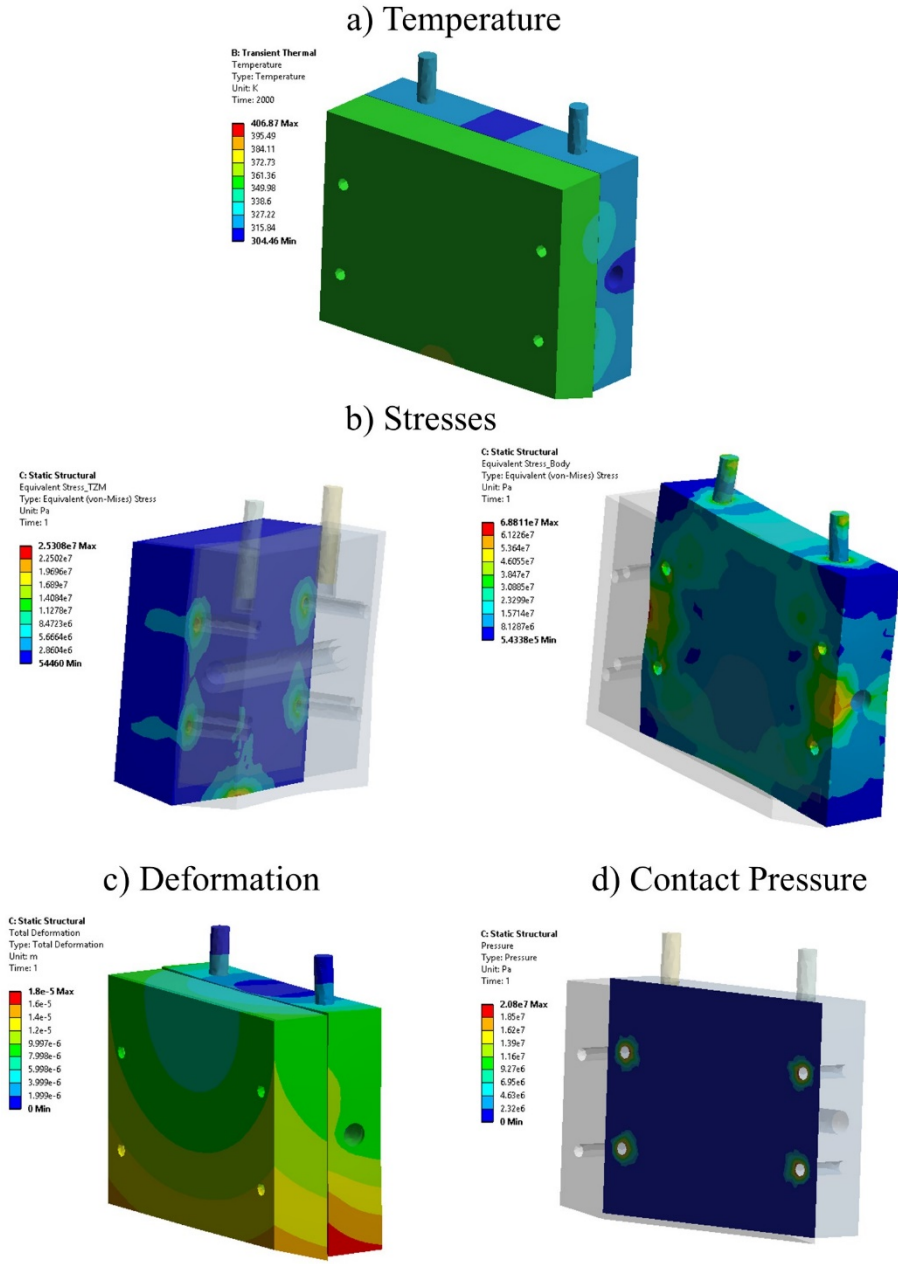 a) Temperature
B: Transient Thermal
Temperature
Type: Temperature
Unit: K
Time: 2000
406.87 Max
395.49
384.11
372.73
361.36
349.98
338.6
327.22
315.84
304.46 Min
b) Stresses
C: Static Structural
Equivalent Stress_TZM
Type: Equivalent (von-Mises) Stress
Unit: Pa
Time: 1
2.5308e7 Max
2.2502e7
1.9696e7
1.689e7
1.4084e7
1.1278e7
8.4723e6
5.6664e6
2.8604e6
54460 Min
C: Static Structural
Equivalent Stress_Body
Type: Equivalent (von-Mises) Stress
Unit: Pa
Time: 1
6.8811e7 Max
6.1226e7
5.364e7
4.6055e7
3.847e7
3.0885e7
2.3299e7
1.5714e7
8.1287e6
5.4338e5 Min
c) Deformation
C: Static Structural
Total Deformation
Type: Total Deformation
Unit: m
Time: 1
1.8e-5 Max
1.6e-5
1.4e-5
1.2e-5
9.997e-6
7.998e-6
5.998e-6
3.999e-6
1.999e-6
0 Min
d) Contact Pressure
C: Static Structural
Pressure
Type: Pressure
Unit: Pa
Time: 1
2.08e7 Max
1.85e7
1.62e7
1.39e7
1.16e7
9.27e6
6.95e6
4.63e6
2.32e6
0 Min